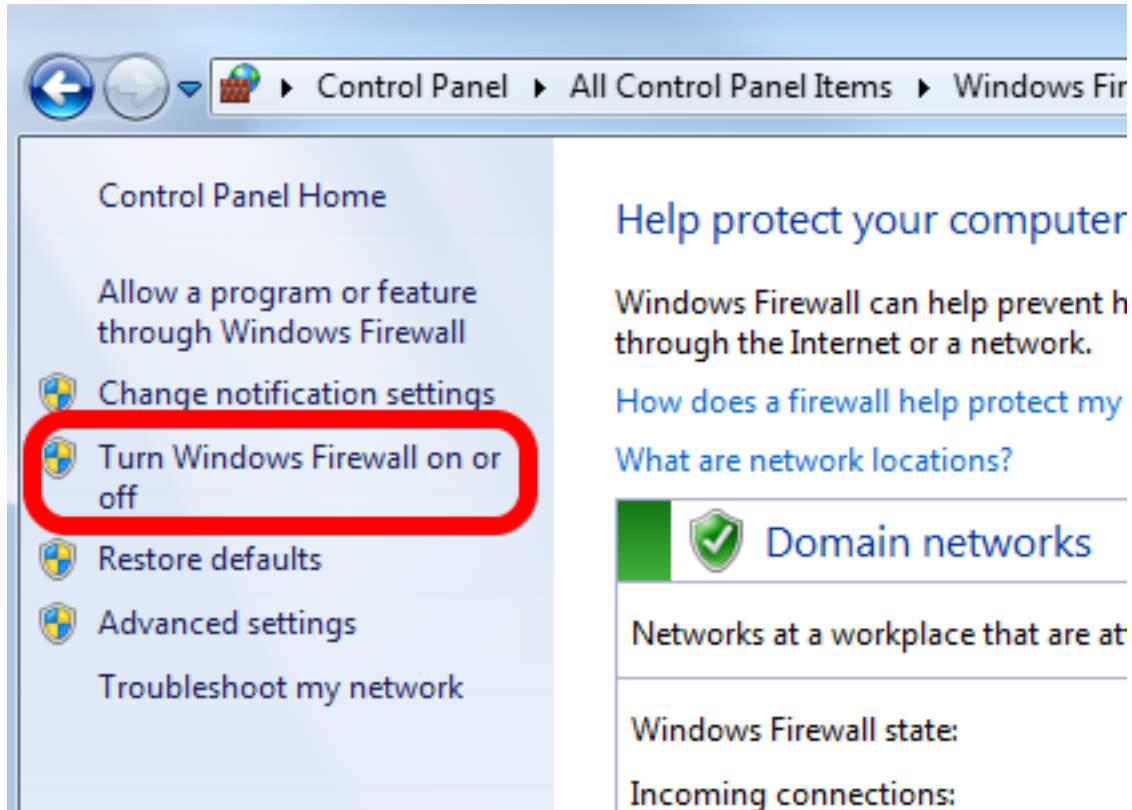 Control Panel All Control Panel Items Windows
Control Panel Home
Allow a program or feature
through Windows Firewall
Change notification settings
Turn Windows Firewall on or
off
Restore defaults
Advanced settings
Troubleshoot my network
Help protect your computer
Windows Firewall can help prevent
through the Internet or a network.
How does a firewall help protect my
What are network locations?
Domain networks
Networks at a workplace that are
Windows Firewall state:
Incoming connections: